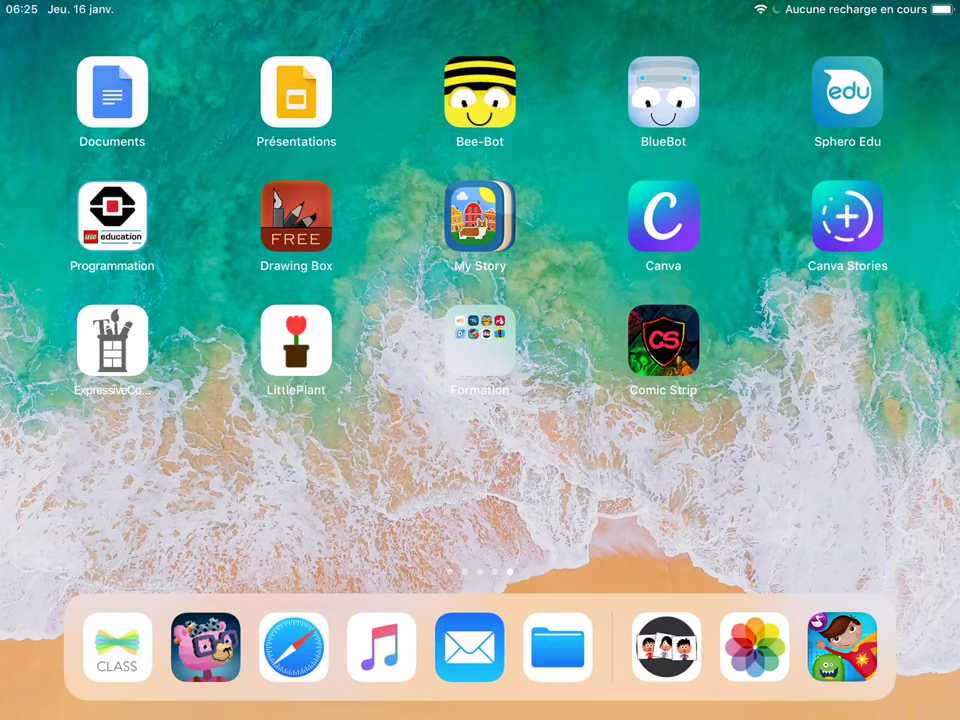 06:25 Jeu. 16 janv.
Aucune recharge en cours
Documents
Présentations
Bee-Bot
BlueBot
edu
Sphero Edu
LEGO education
Programmation
FREE
Drawing Box
My Story
C
Canva
Canva Stories
ExpressiveCo...
LittlePlant
Formation
CS
Comic Strip
CLASS